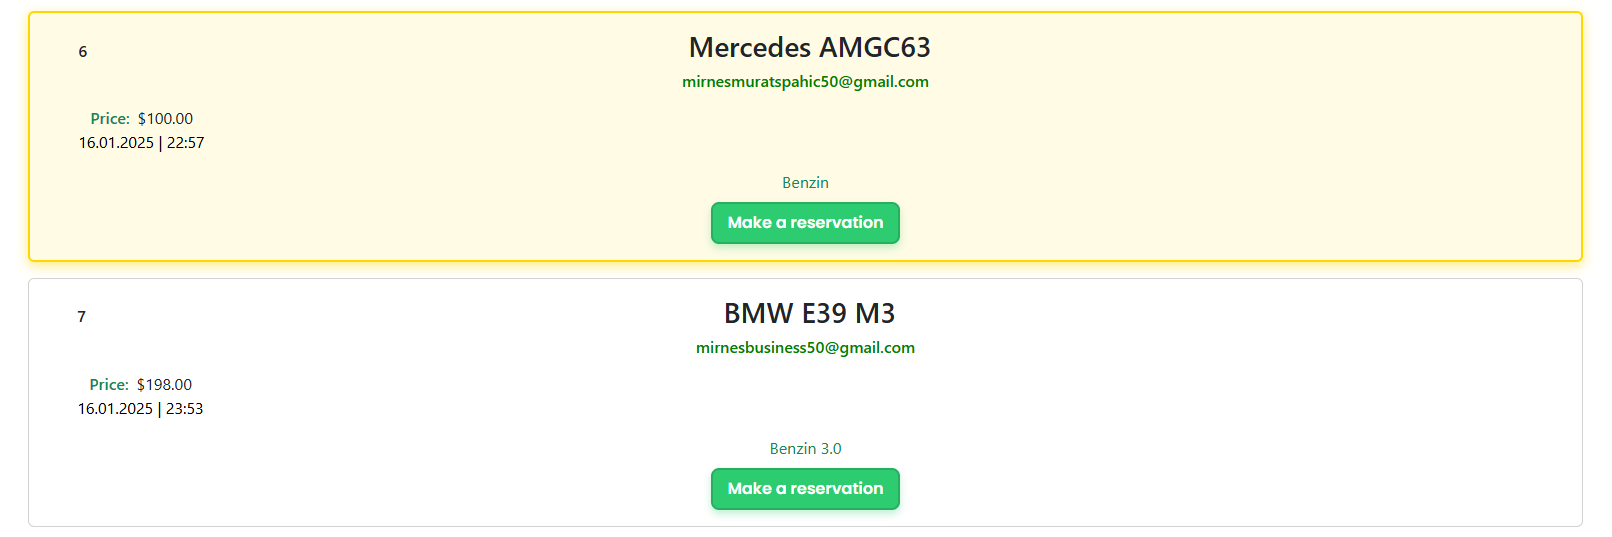 6
Mercedes AMGC63
mirnesmuratspahic50@gmail.com
Price: $100.00
16.01.2025 | 22:57
Benzin
Make a reservation
7
BMW E39 M3
mirnesbusiness50@gmail.com
Price: $198.00
16.01.2025 | 23:53
Benzin 3.0
Make a reservation